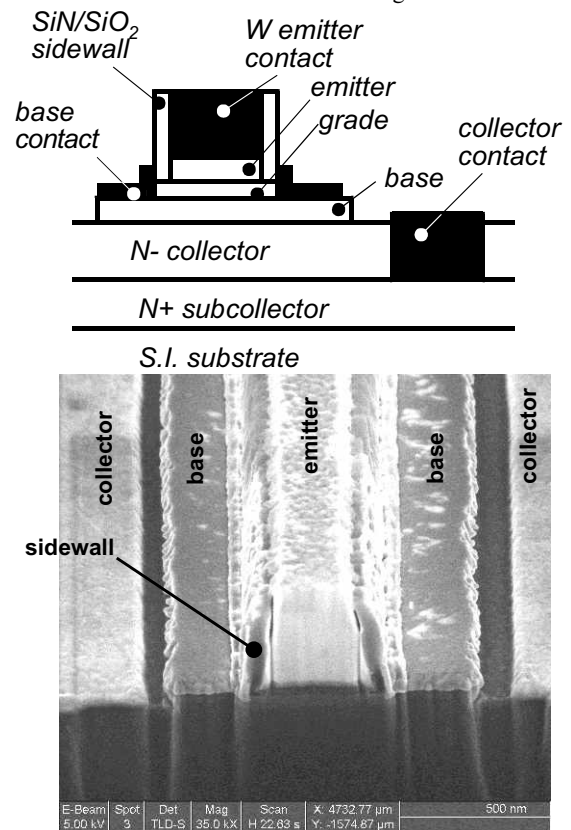 SiN/SiO2 sidewall
W emitter contact
emitter
grade
base contact
collector contact
base
N- collector
N+ subcollector
S.I. substrate
collector
base
emitter
base
collector
sidewall
E-Beam Spot Det Mag Scan X: 4732.77 µm 500 nm
5.00 kV 3 TLD-S 35.0 kX H 22.63 s Y: -1574.87 µm